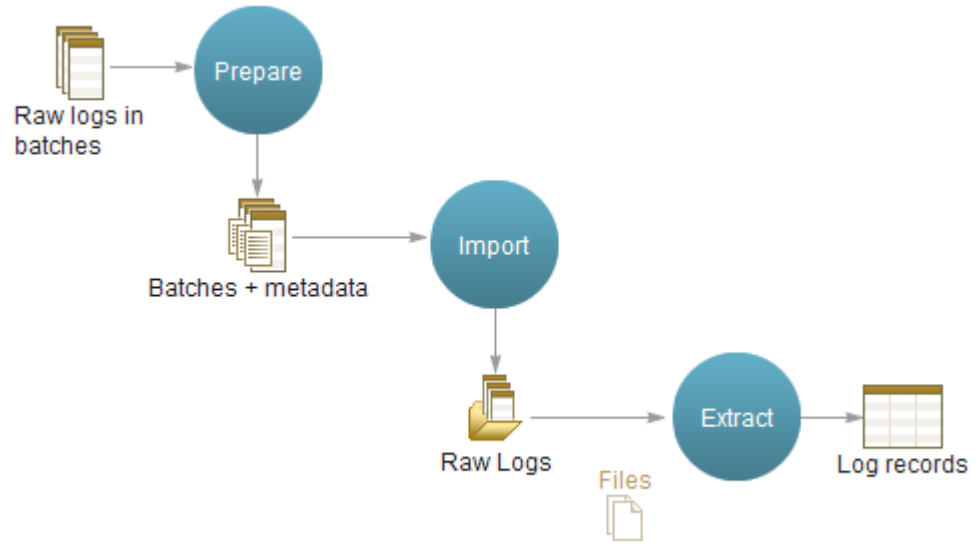 Prepare
Raw logs in
batches
Import
Batches + metadata
Extract
Raw Logs
Log records
Files